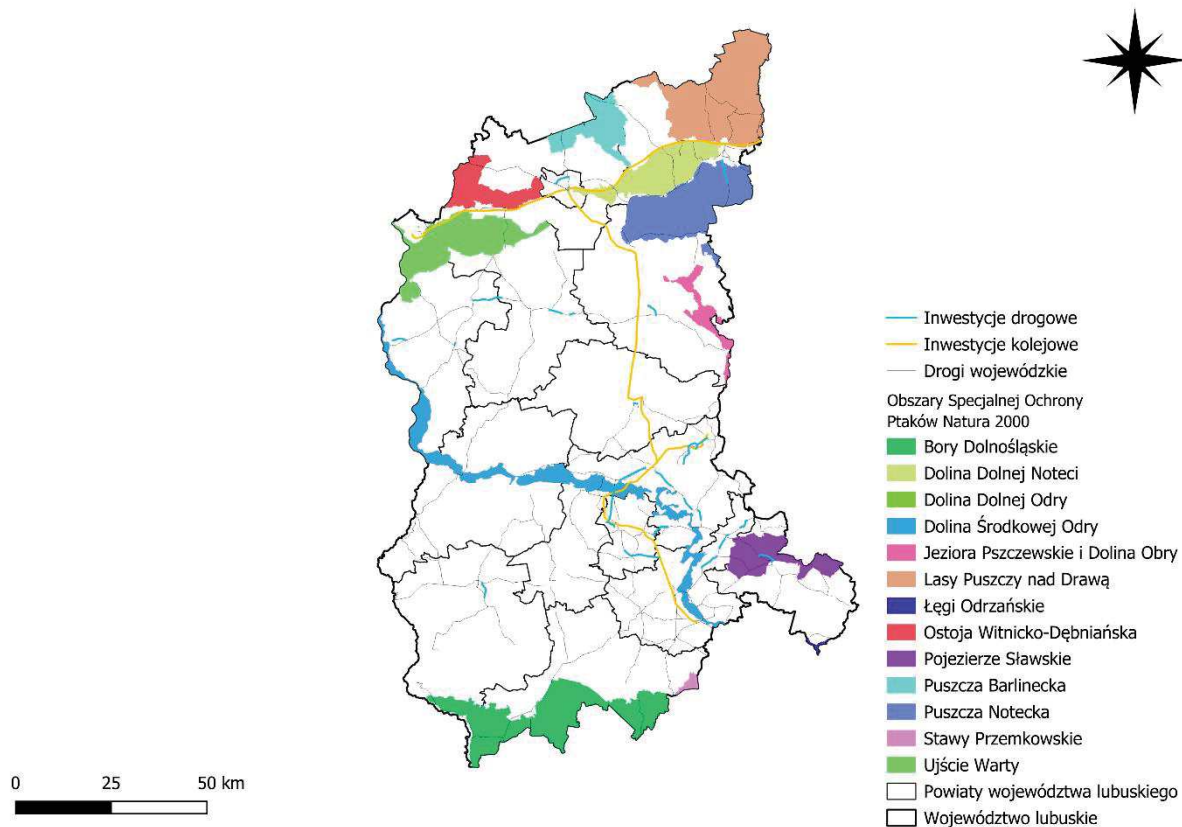 Inwestycje drogowe
Inwestycje kolejowe
Drogi wojewódzkie
Obszary Specjalnej Ochrony
Ptaków Natura 2000
Bory Dolnośląskie
Dolina Dolnej Noteci
Dolina Dolnej Odry
Dolina Środkowej Odry
Jeziora Pszczewskie i Dolina Obry
Lasy Puszczy nad Drawą
Łęgi Odrzańskie
Ostoja Witnicko-Dębniańska
Pojezierze Sławskie
Puszcza Barlinecka
Puszcza Notecka
Stawy Przemkowskie
Ujście Warty
Powiaty województwa lubuskiego
Województwo lubuskie
0 25 50 km